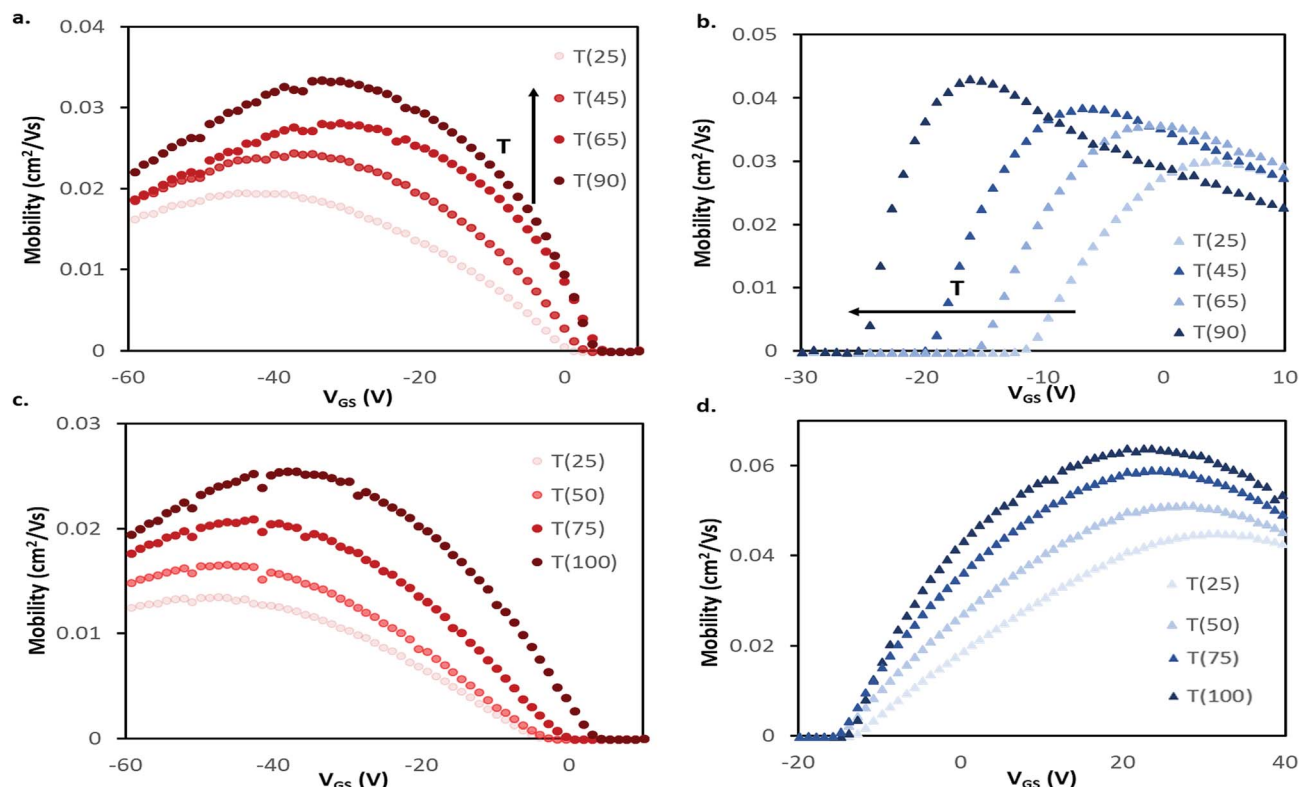 a.
Mobility (cm²/Vs)
0.04
0.03
0.02
0.01
0
-60
-40
-20
0
V_GS (V)
T(25)
T(45)
T(65)
T(90)
T
b.
Mobility (cm²/Vs)
0.05
0.04
0.03
0.02
0.01
0
-30
-20
-10
0
10
V_GS (V)
T(25)
T(45)
T(65)
T(90)
T
c.
Mobility (cm²/Vs)
0.03
0.02
0.01
0
-60
-40
-20
0
V_GS (V)
T(25)
T(50)
T(75)
T(100)
d.
Mobility (cm²/Vs)
0.06
0.04
0.02
0
-20
0
20
40
V_GS (V)
T(25)
T(50)
T(75)
T(100)